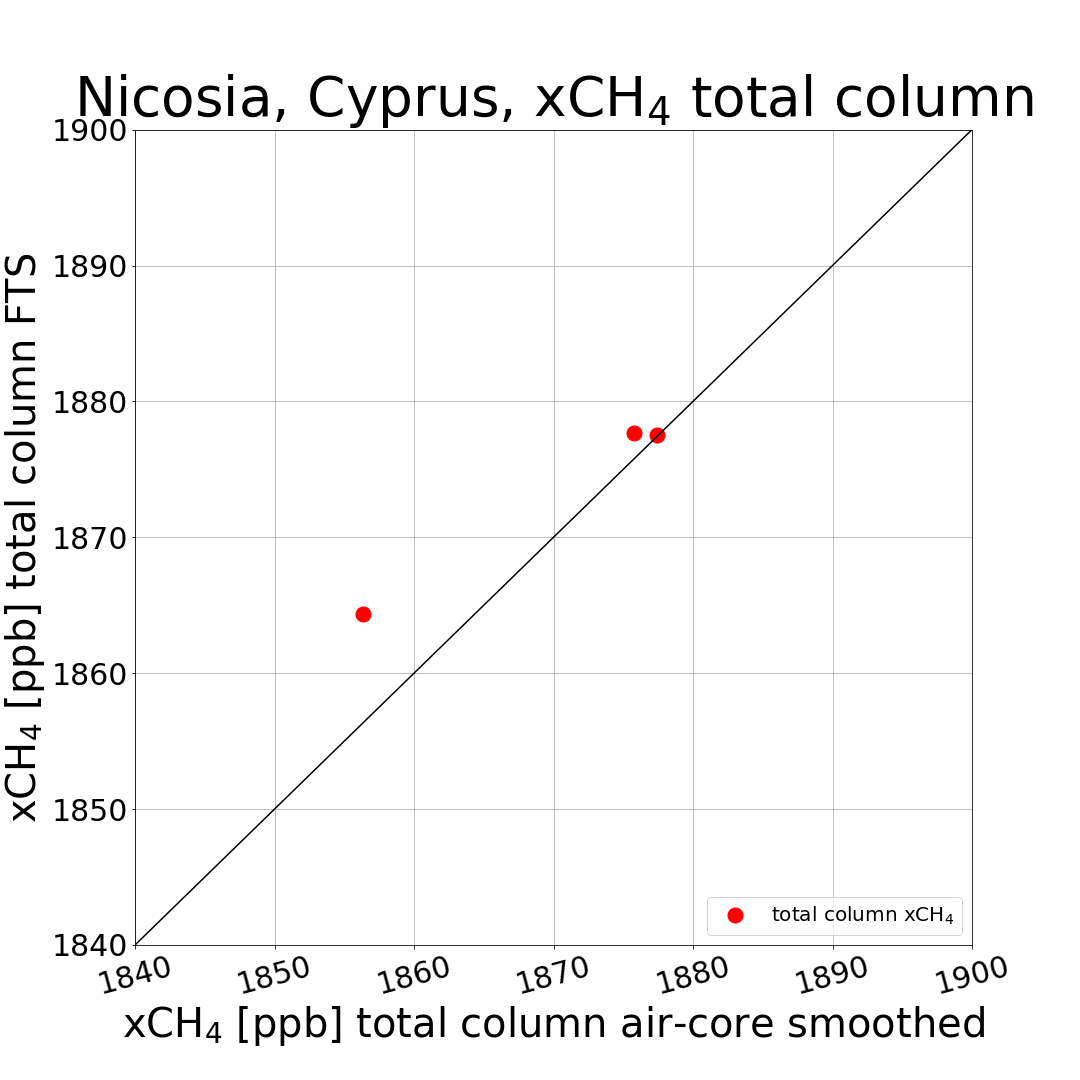 Nicosia, Cyprus, xCH₄ total column
xCH₄ [ppb] total column FTS
1900
1890
1880
1870
1860
1850
1840
total column xCH₄
1840 1850 1860 1870 1880 1890 1900
xCH₄ [ppb] total column air-core smoothed